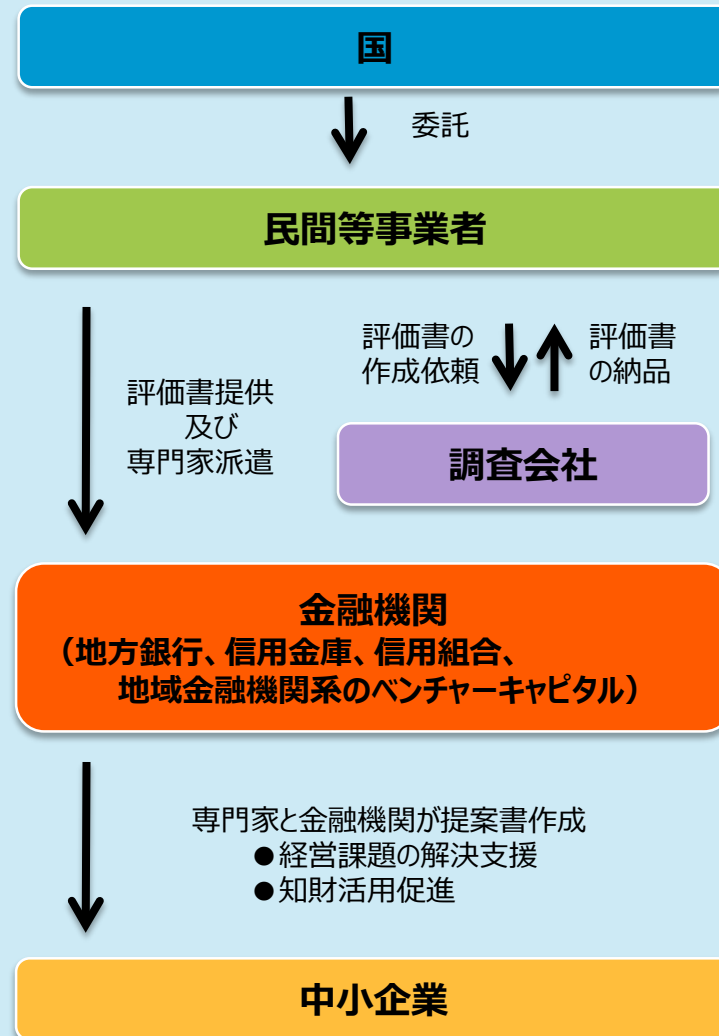 国
委託
民間等事業者
評価書の
作成依頼
評価書
の納品
評価書提供
及び
専門家派遣
調査会社
金融機関
（地方銀行、信用金庫、信用組合、
地域金融機関系のベンチャーキャピタル）
専門家と金融機関が提案書作成
●経営課題の解決支援
●知財活用促進
中小企業